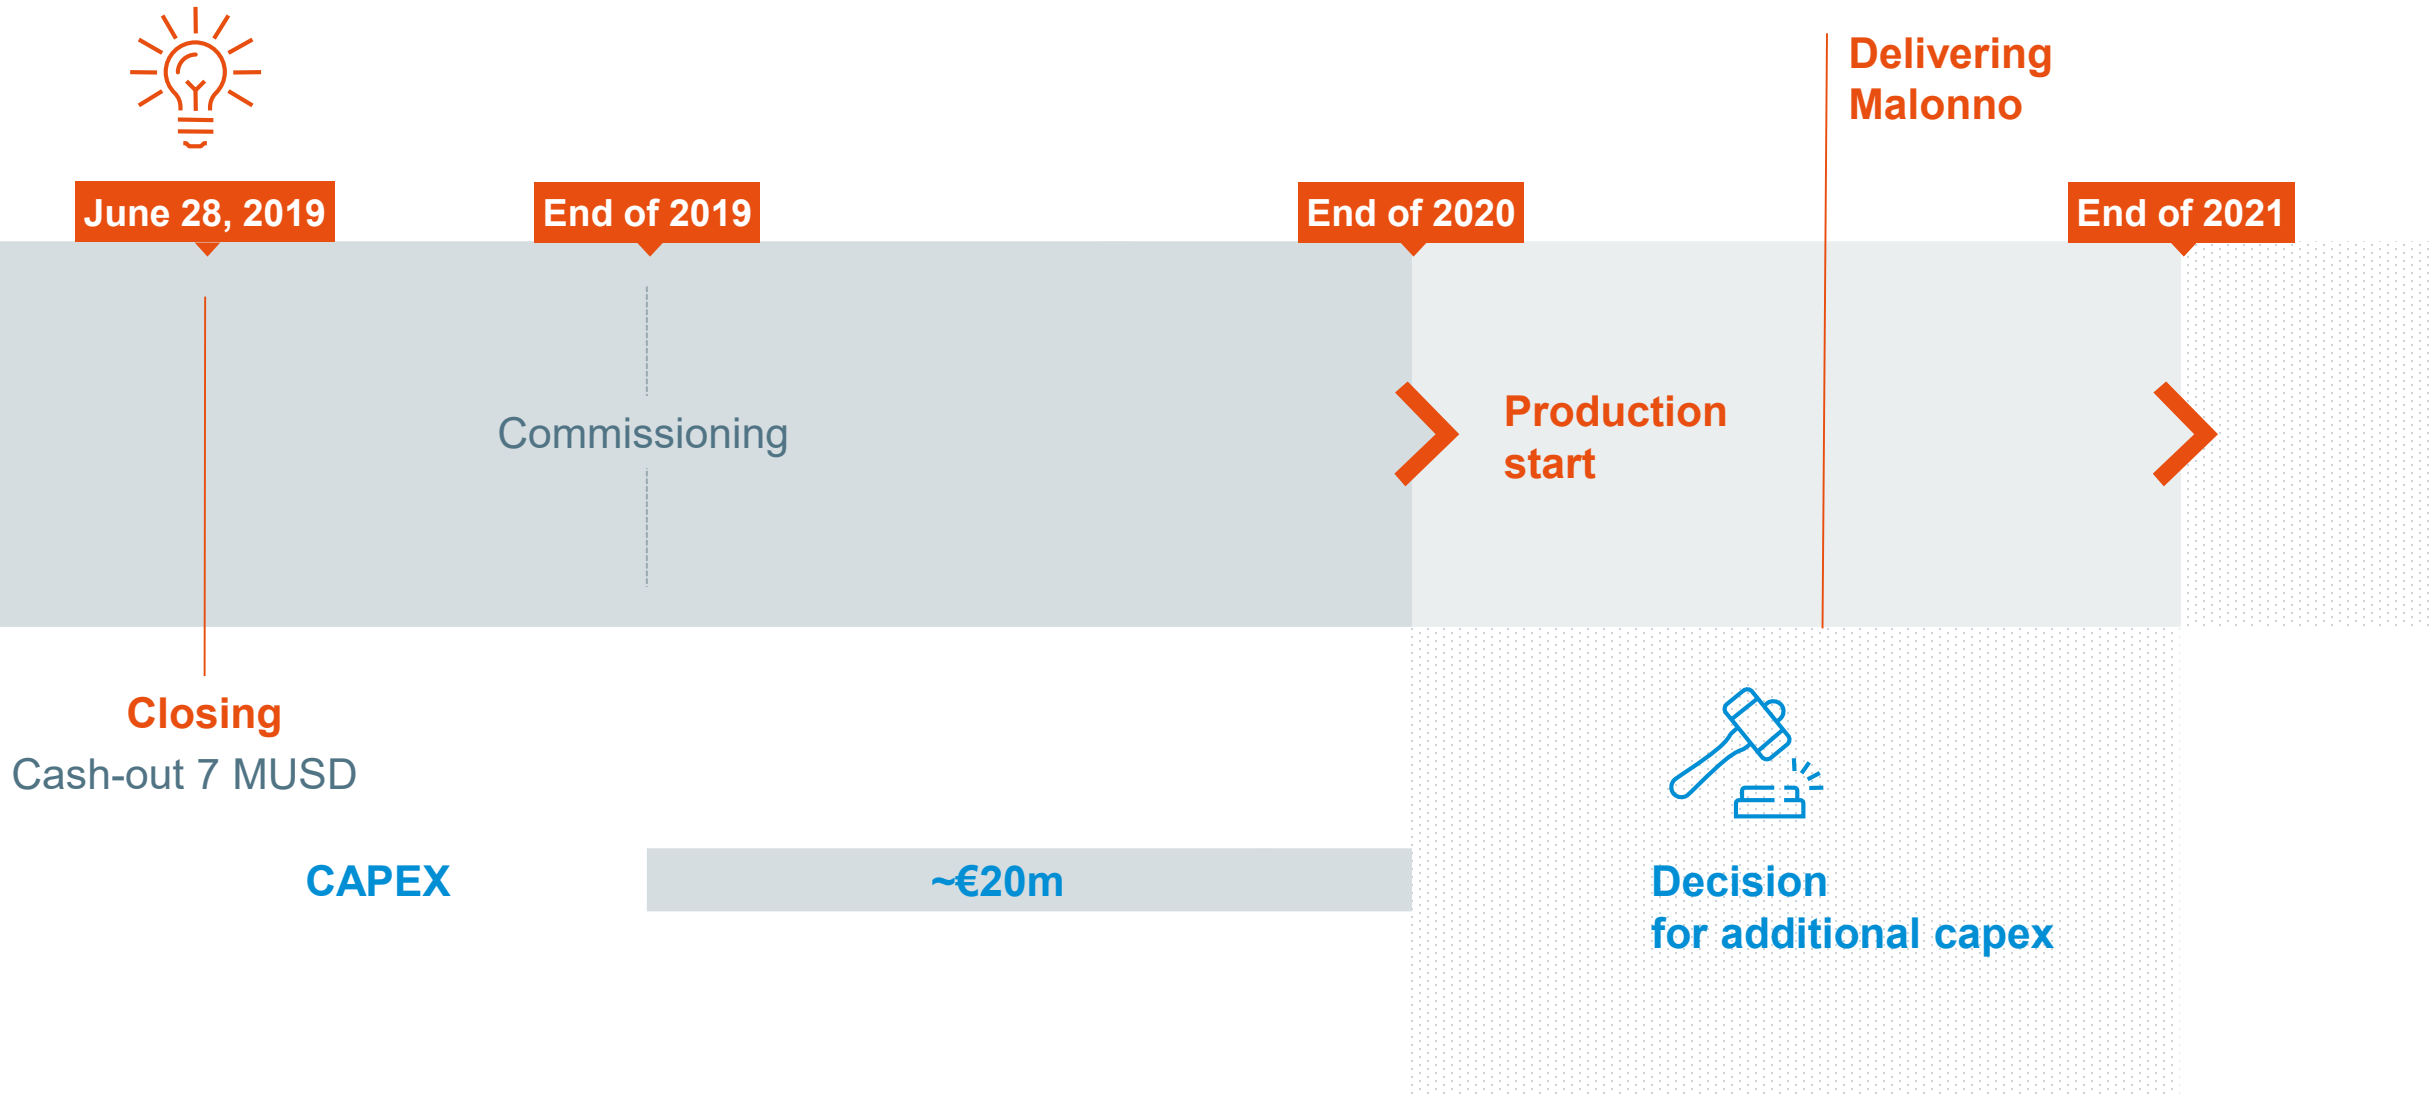 Delivering
Malonno
June 28, 2019
End of 2019
End of 2020
End of 2021
Commissioning
Production
start
Closing
Cash-out 7 MUSD
CAPEX
~€20m
Decision
for additional capex